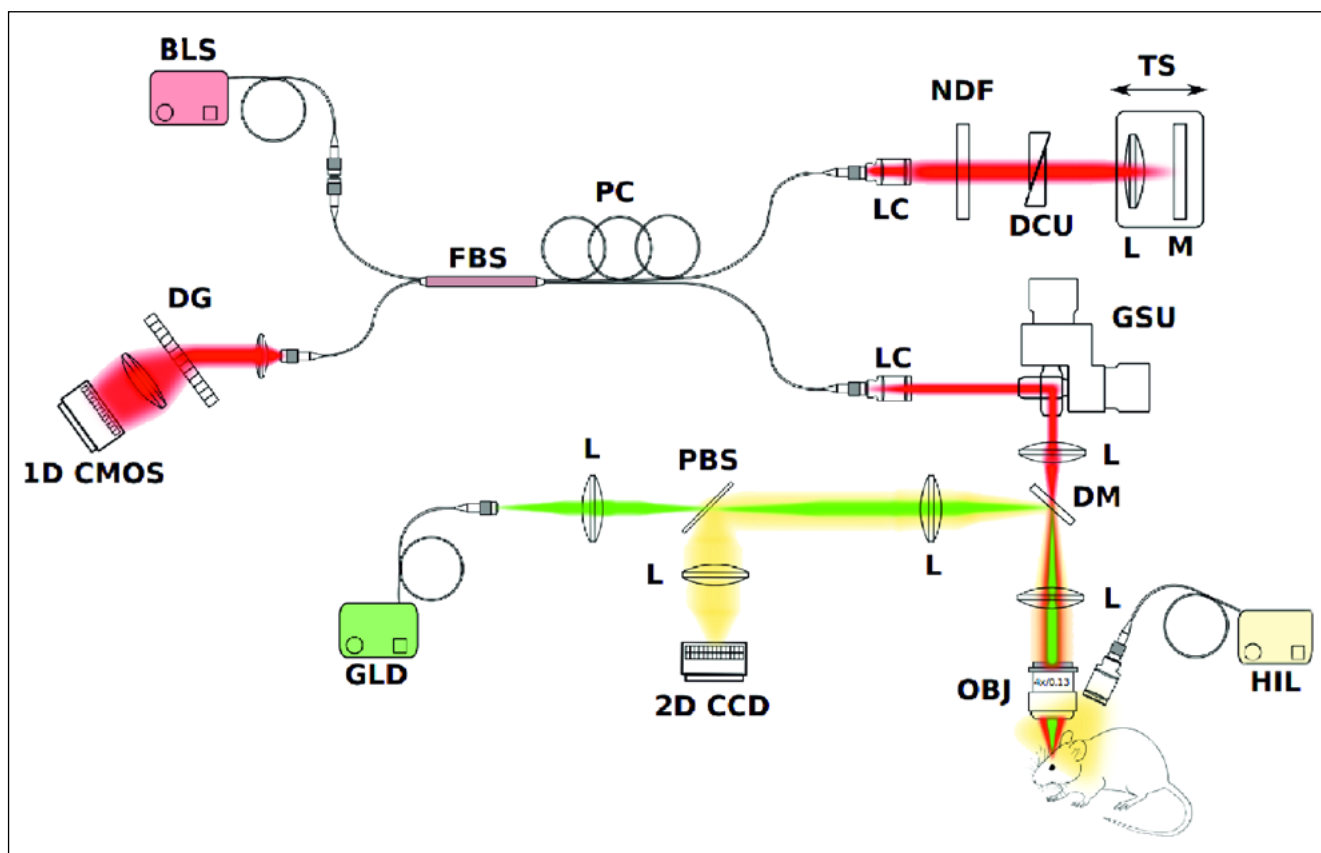 BLS
TS
NDF
PC
LC
DCU
L
M
FBS
DG
GSU
LC
1D CMOS
L
PBS
L
DM
L
L
L
GLD
2D CCD
OBJ
4x/0.13
HIL